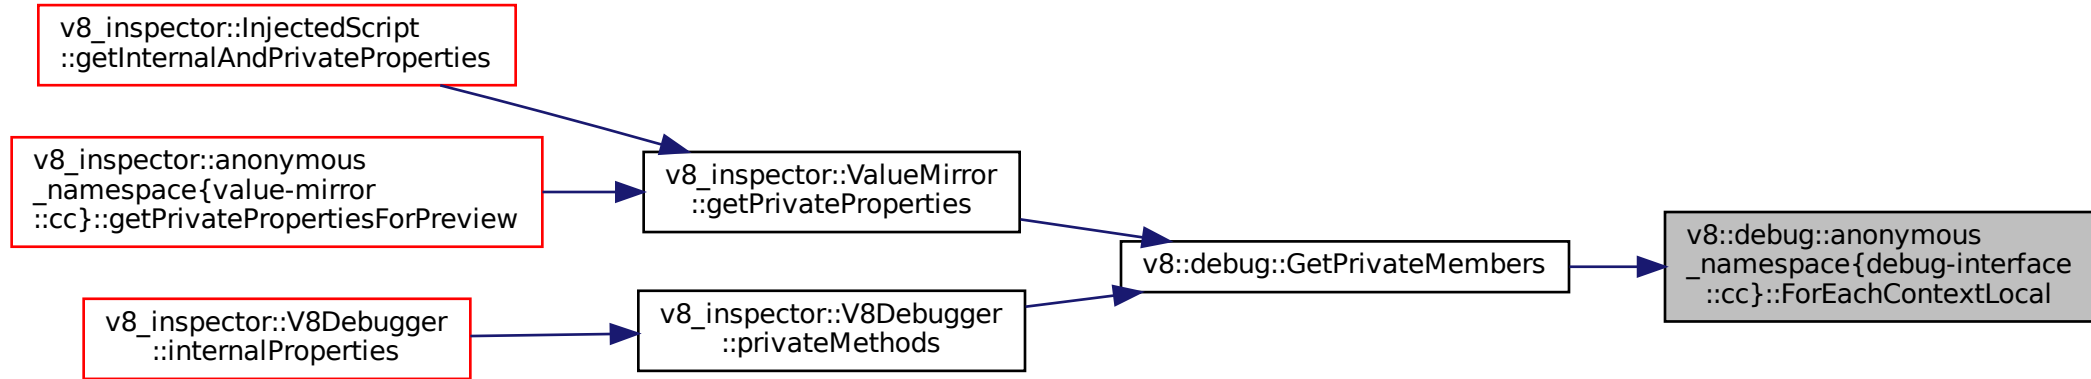 v8_inspector::InjectedScript
::getInternalAndPrivateProperties
v8_inspector::anonymous
_namespace{value-mirror
::cc}::getPrivatePropertiesForPreview
v8_inspector::V8Debugger
::internalProperties
v8_inspector::ValueMirror
::getPrivateProperties
v8_inspector::V8Debugger
::privateMethods
v8::debug::GetPrivateMembers
v8::debug::anonymous
_namespace{debug-interface
::cc}::ForEachContextLocal